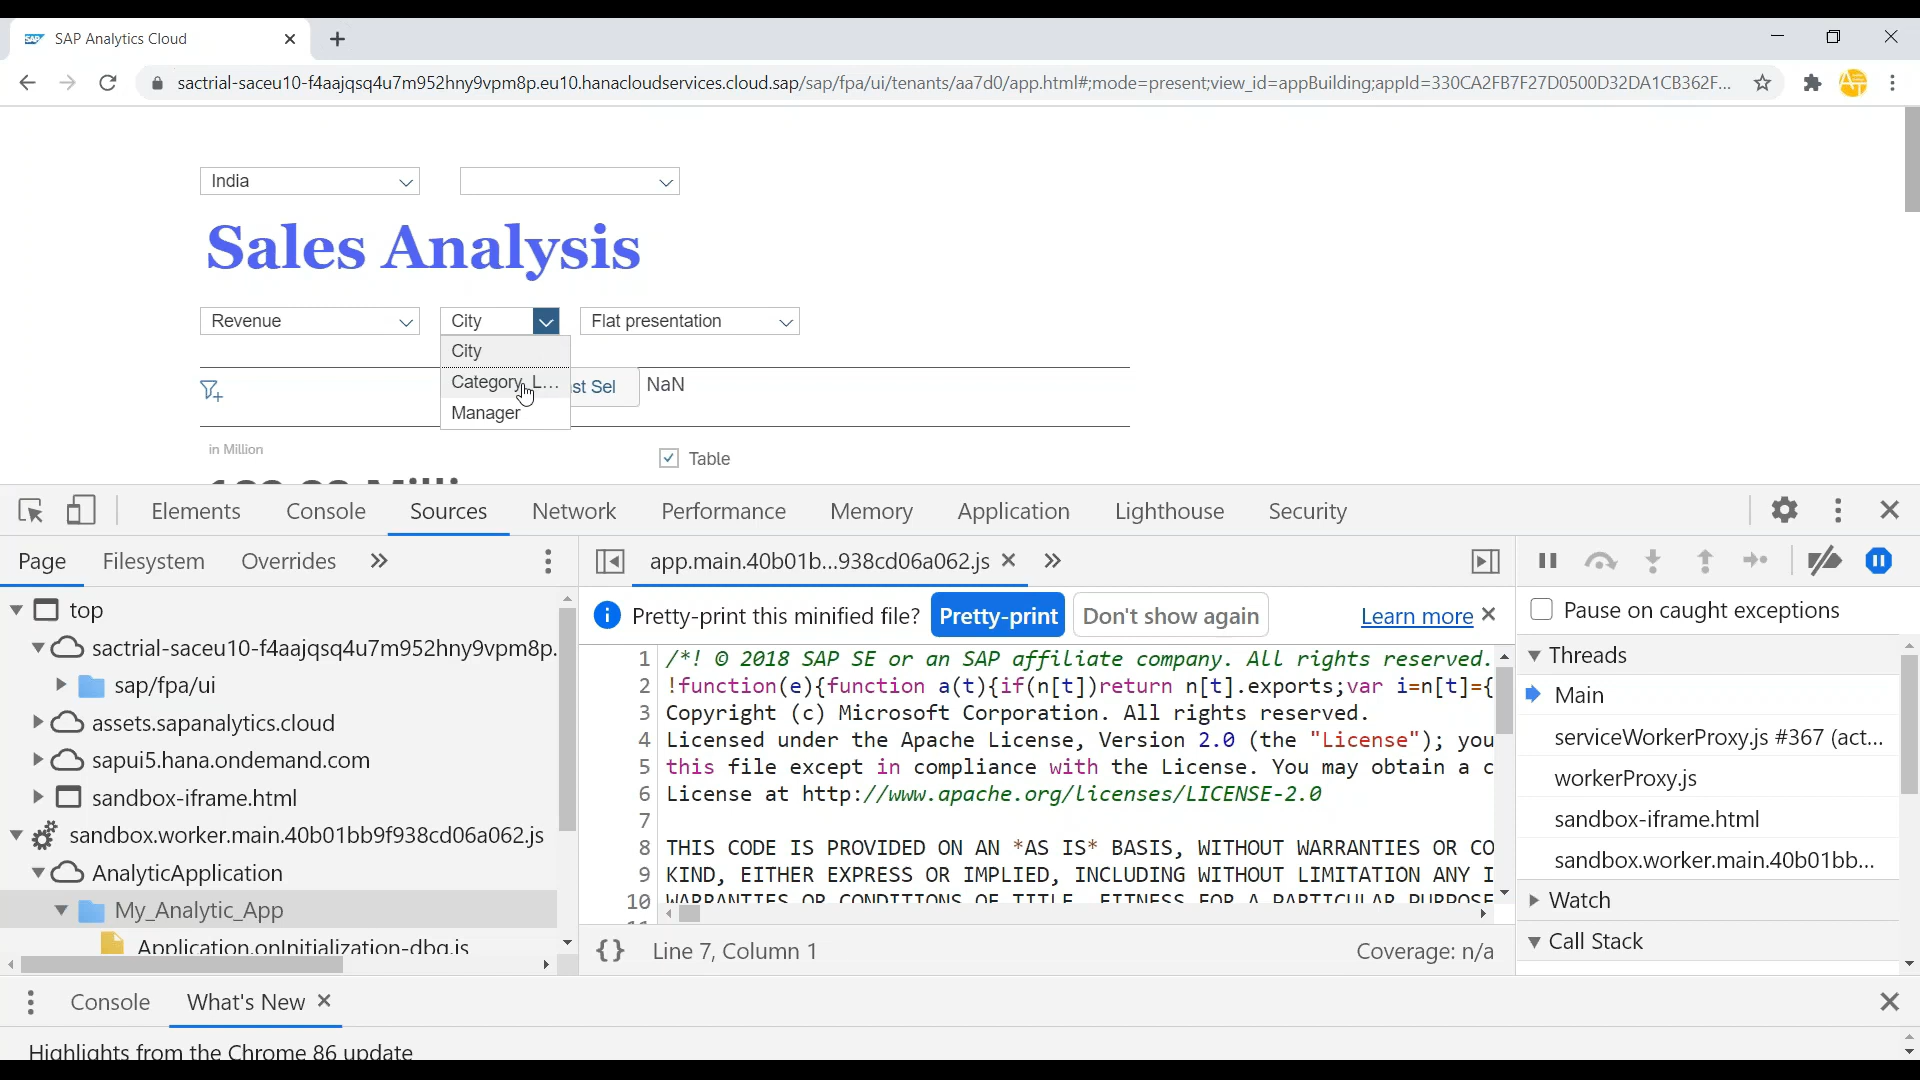 SAP Analytics Cloud
sactrial-saceu10-f4aajqsq4u7m952hny9vpm8p.eu10.hanacloudservices.cloud.sap/sap/fpa/ui/tenants/aa7d0/app.html#;mode=present;view_id=appBuilding;appId=330CA2FB7F27D0500D32DA1CB362F...
India
Sales Analysis
Revenue City Flat presentation
City
Category, L... st Sel NaN
Manager
in Million
Table
Elements Console Sources Network Performance Memory Application Lighthouse Security
Page Filesystem Overrides
app.main.40b01b...938cd06a062.js
Pretty-print this minified file? Pretty-print Don't show again Learn more
Pause on caught exceptions
top
sactrial-saceu10-f4aajqsq4u7m952hny9vpm8p.
sap/fpa/ui
assets.sapanalytics.cloud
sapui5.hana.ondemand.com
sandbox-iframe.html
sandbox.worker.main.40b01bb9f938cd06a062.js
AnalyticApplication
My_Analytic_App
Application.onInitialization-dbg.js
1 /*! © 2018 SAP SE or an SAP affiliate company. All rights reserved.
2 !function(e){function a(t){if(n[t])return n[t].exports;var i=n[t]={
3 Copyright (c) Microsoft Corporation. All rights reserved.
4 Licensed under the Apache License, Version 2.0 (the "License"); you
5 this file except in compliance with the License. You may obtain a c
6 License at http://www.apache.org/licenses/LICENSE-2.0
7
8 THIS CODE IS PROVIDED ON AN *AS IS* BASIS, WITHOUT WARRANTIES OR CO
9 KIND, EITHER EXPRESS OR IMPLIED, INCLUDING WITHOUT LIMITATION ANY I
10 WARRANTIES OR CONDITIONS OF TITLE, FITNESS FOR A PARTICULAR PURPOSE
{} Line 7, Column 1 Coverage: n/a
Threads
Main
serviceWorkerProxy.js #367 (act...
workerProxy.js
sandbox-iframe.html
sandbox.worker.main.40b01bb...
Watch
Call Stack
Console What's New
Highlights from the Chrome 86 update